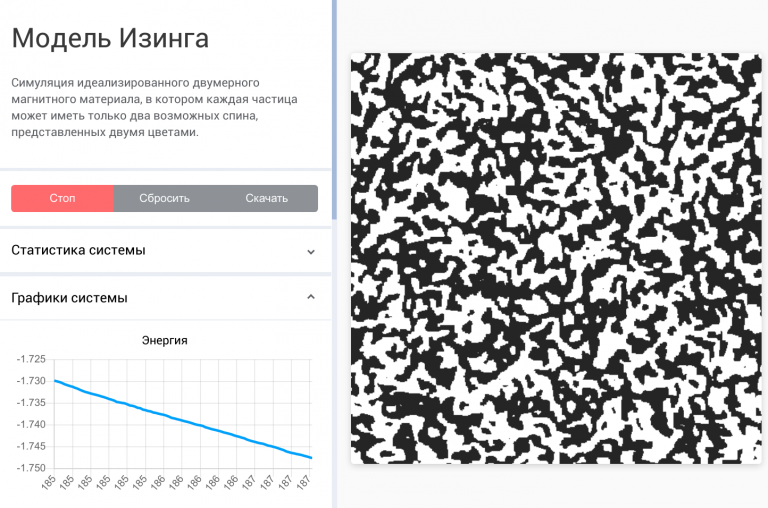 Модель Изинга
Симуляция идеализированного двумерного
магнитного материала, в котором каждая частица
может иметь только два возможных спина,
представленных двумя цветами.
Стоп Сбросить Скачать
Статистика системы
Графики системы
Энергия
-1.725
-1.730
-1.735
-1.740
-1.745
-1.750
185 185 185 185 185 186 186 186 186 186 186 187 187 187 187